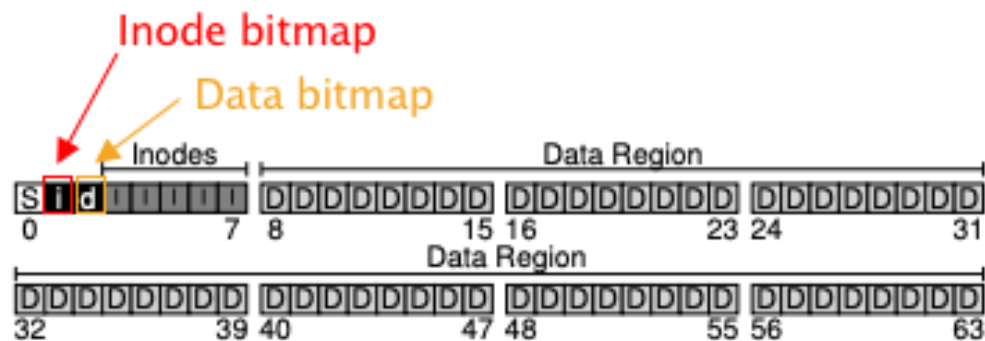 Inode bitmap
Data bitmap
Inodes Data Region
S i d I I I I I D D D D D D D D D D D D D D D D D D D D D D D D
0 7 8 15 16 23 24 31
Data Region
D D D D D D D D D D D D D D D D D D D D D D D D D D D D D D D D
32 39 40 47 48 55 56 63